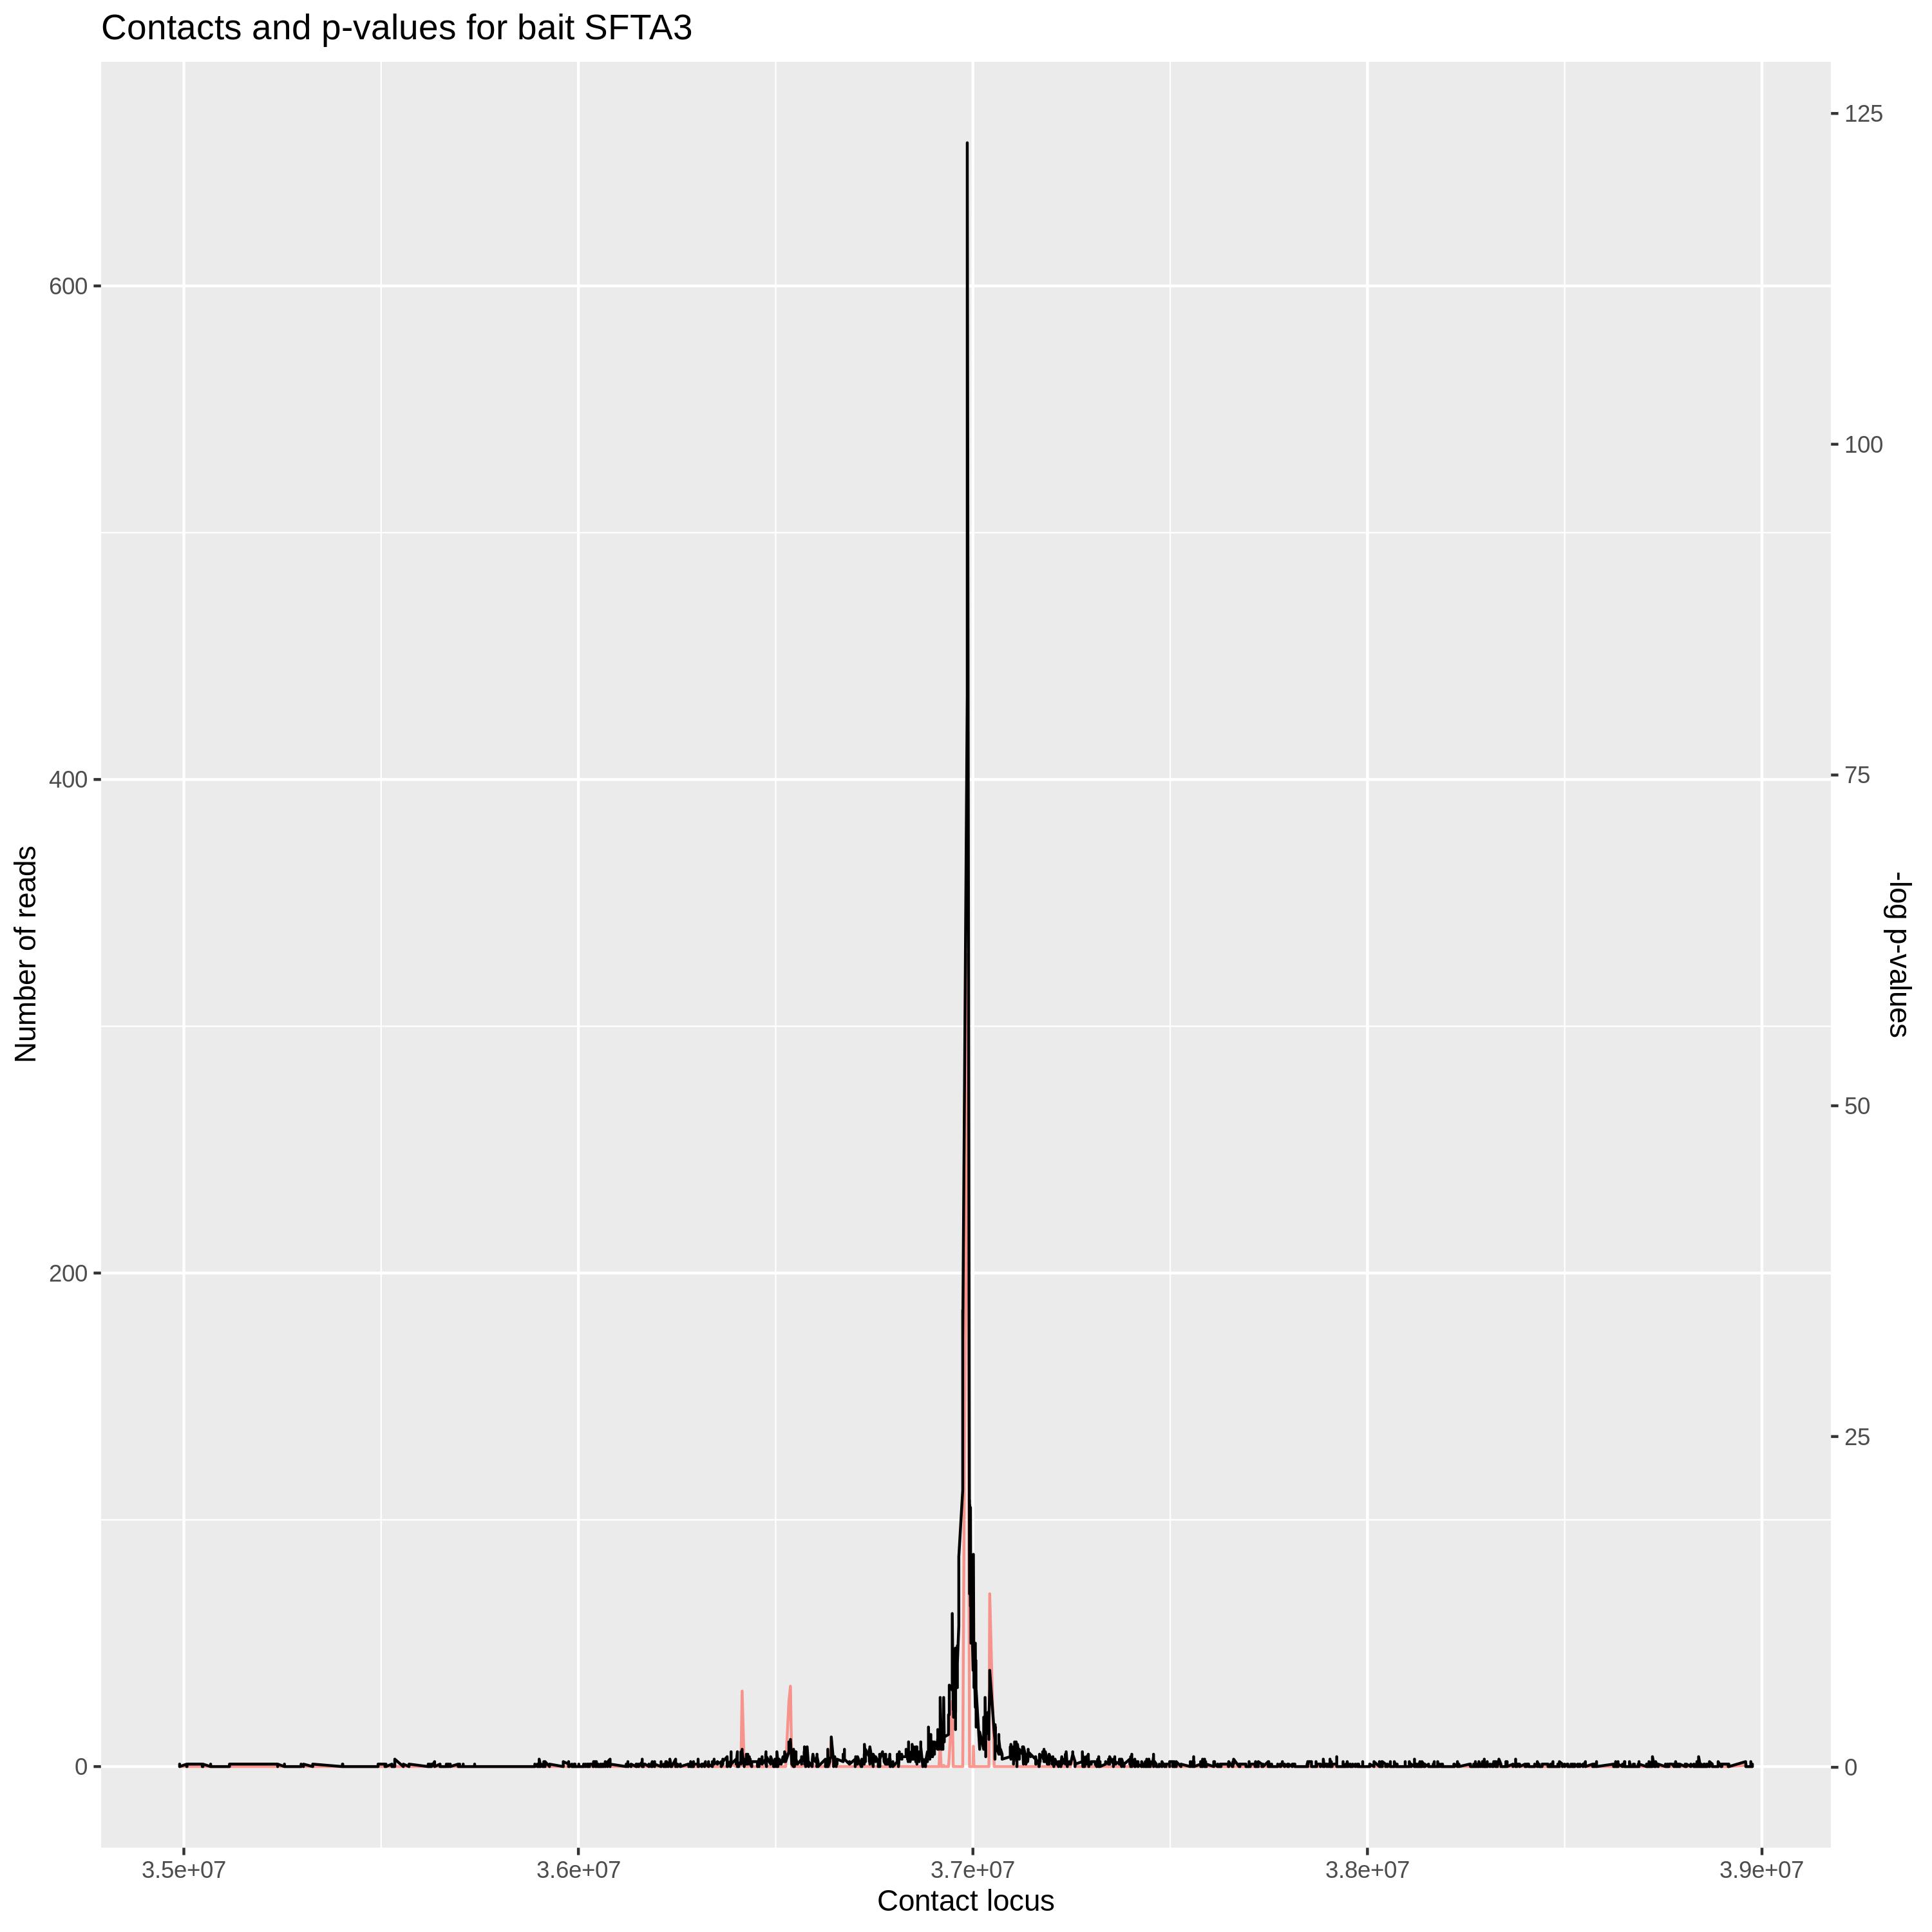 Contacts and p-values for bait SFTA3
125
600
100
400
75
Number of reads
-log p-values
50
200
25
0
0
3.5e+07
3.6e+07
3.7e+07
3.8e+07
3.9e+07
Contact locus